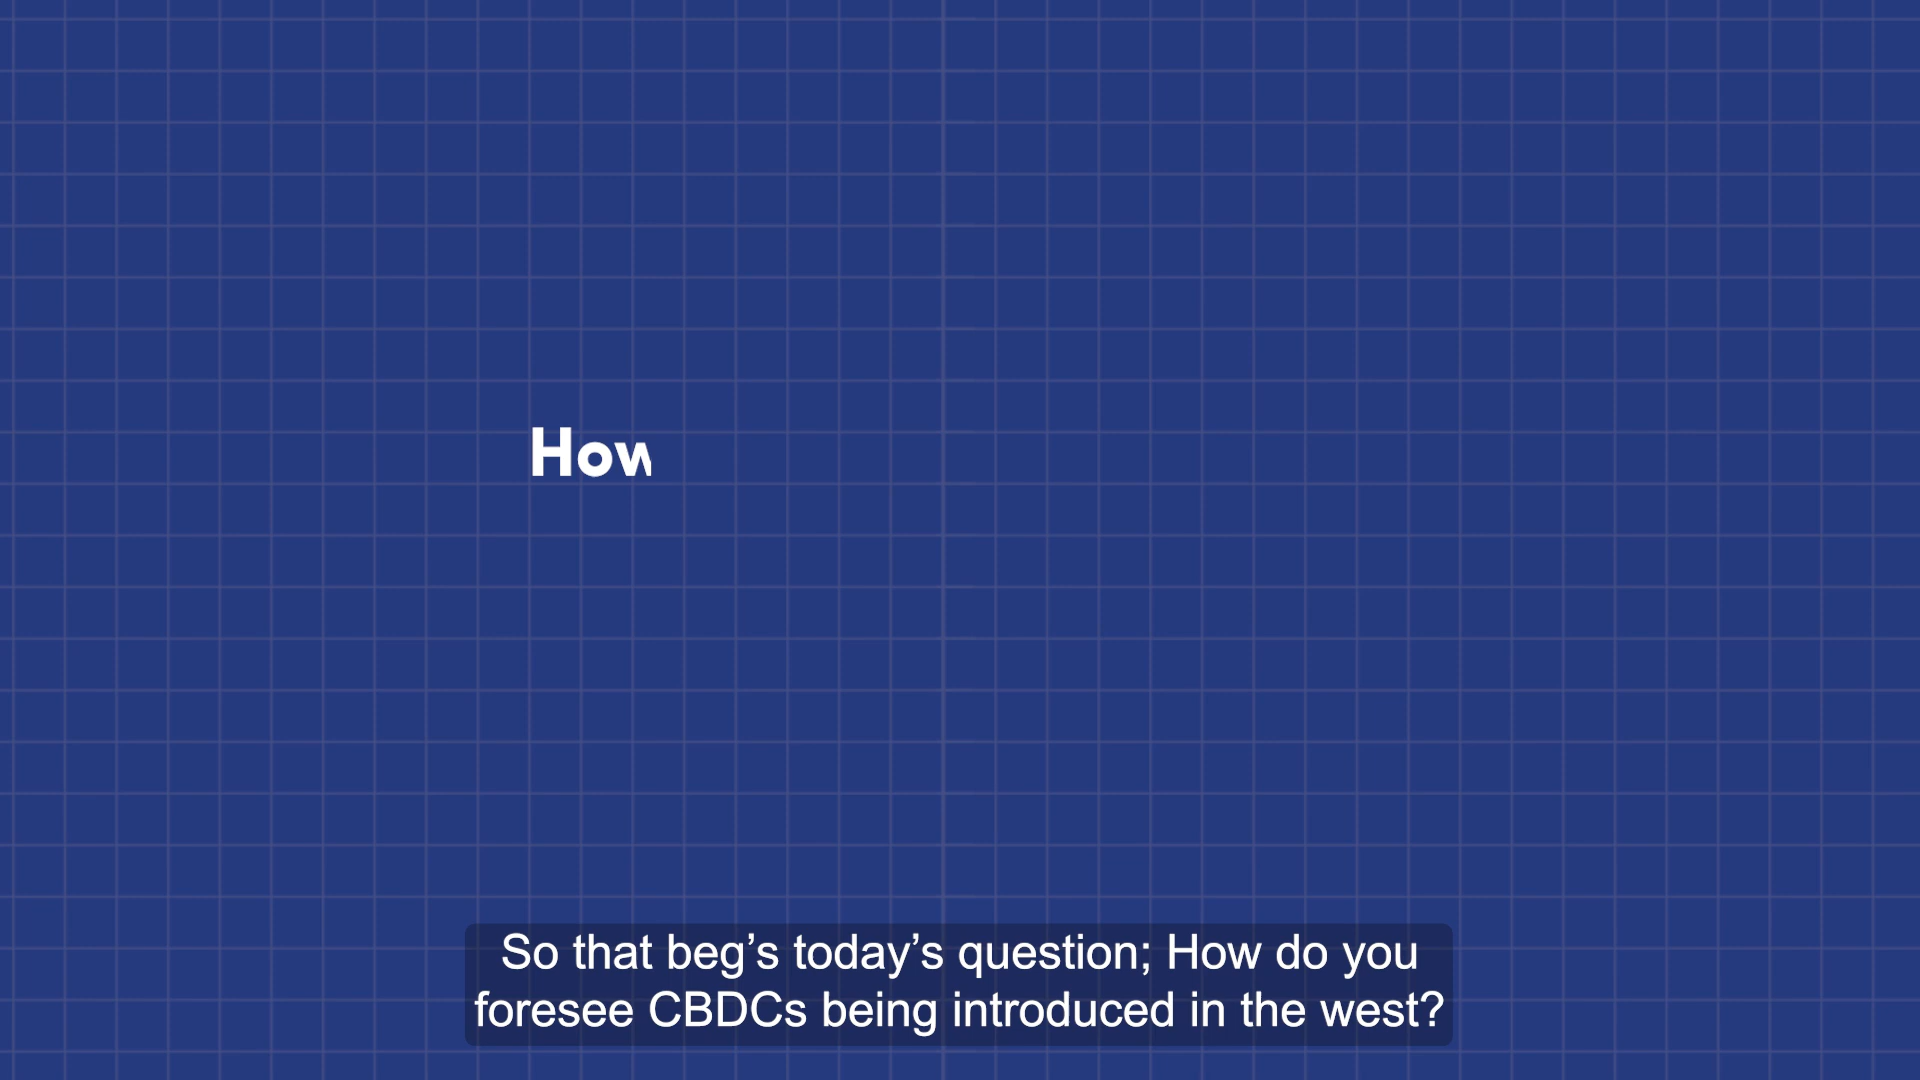 How
So that beg’s today’s question; How do you
foresee CBDCs being introduced in the west?